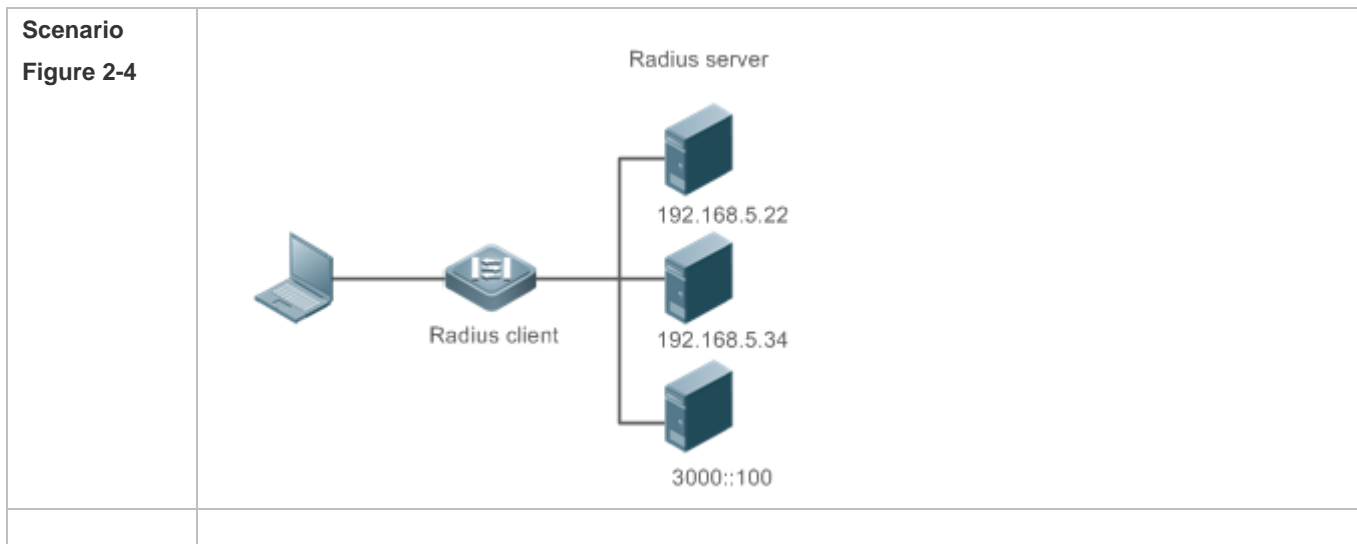 Scenario
Figure 2-4
Radius server
192.168.5.22
Radius client
192.168.5.34
3000::100